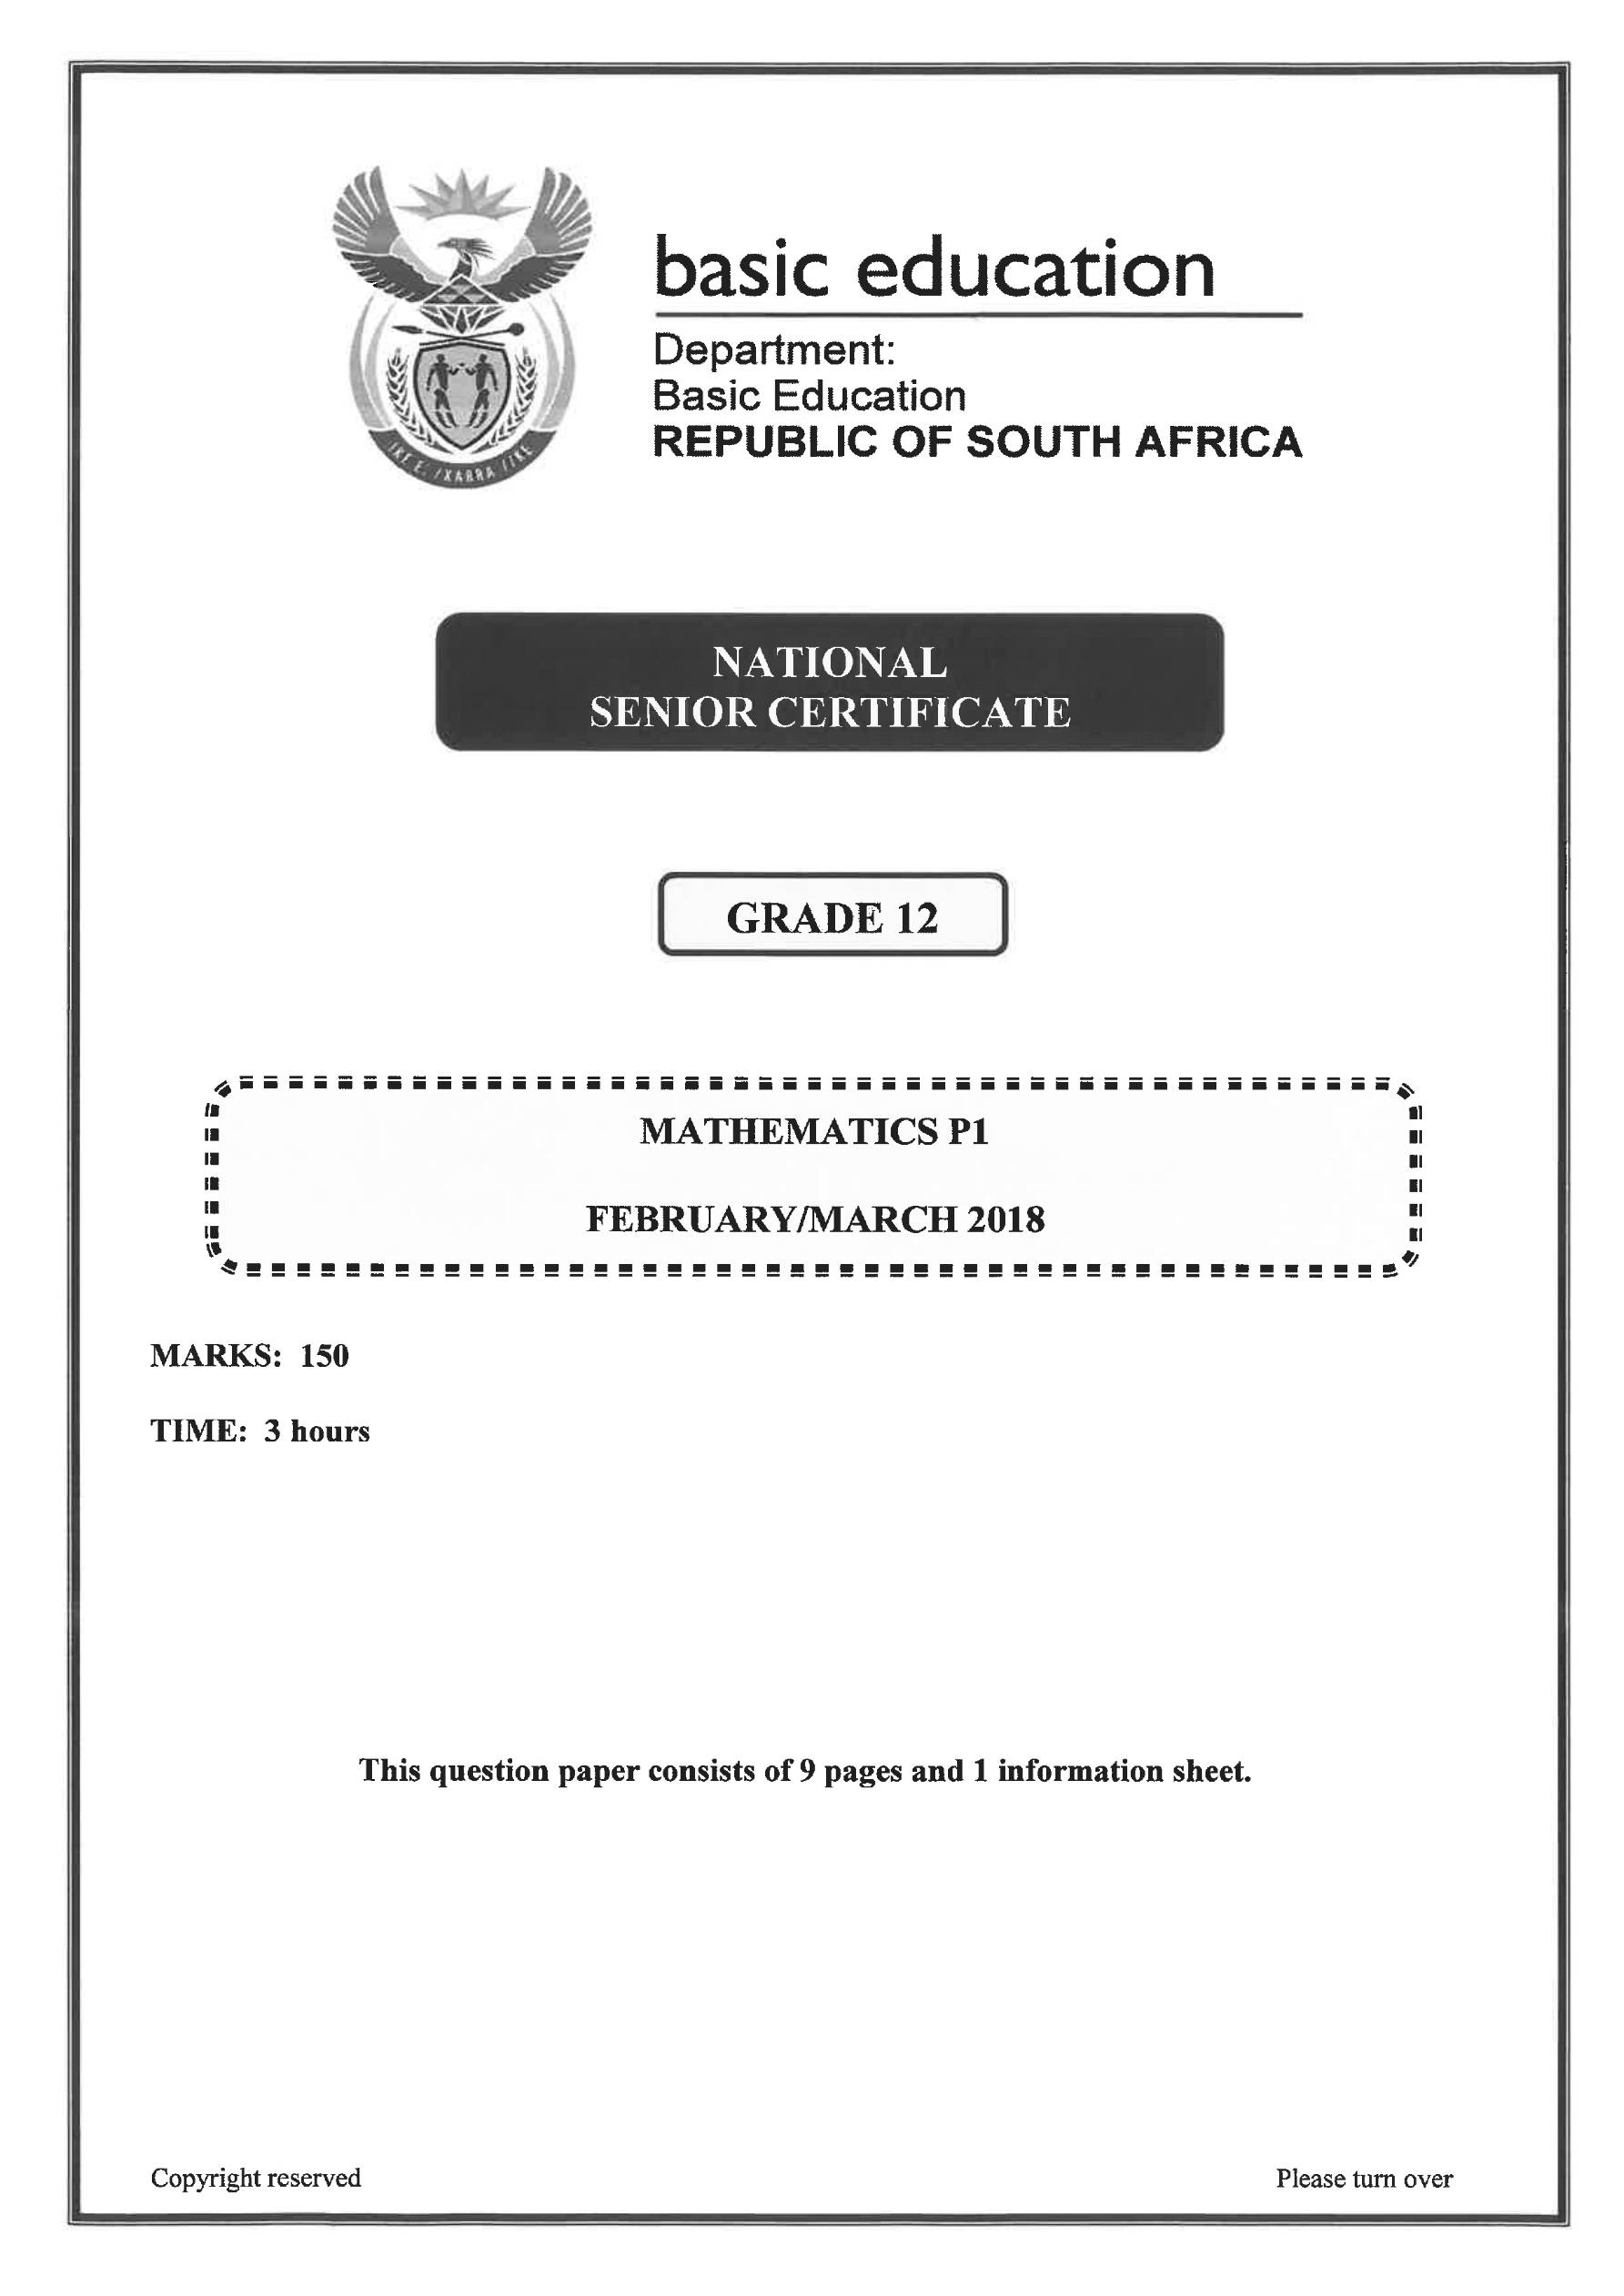 !KE E: /XARRA //KE
basic education
Department:
Basic Education
REPUBLIC OF SOUTH AFRICA
NATIONAL
SENIOR CERTIFICATE
GRADE 12
MATHEMATICS P1
FEBRUARY/MARCH 2018
MARKS: 150
TIME: 3 hours
This question paper consists of 9 pages and 1 information sheet.
Copyright reserved
Please turn over